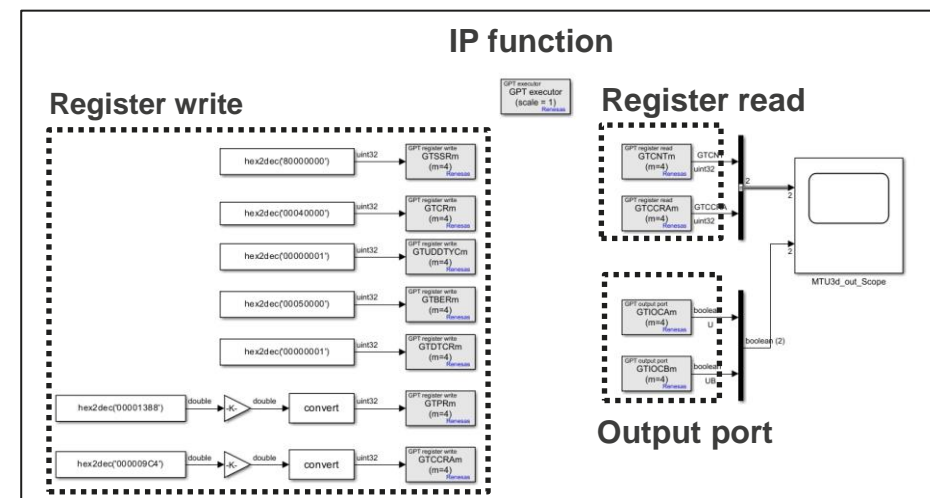 IP function
Register write
GPT executor
GPT executor
(scale = 1)
Renesas
Register read
hex2dec('80000000')
uint32
GPT register write
GTSSRm
(m=4)
Renesas
hex2dec('00040000')
uint32
GPT register write
GTCRm
(m=4)
Renesas
hex2dec('00000001')
uint32
GPT register write
GTUDDTYCm
(m=4)
Renesas
hex2dec('00050000')
uint32
GPT register write
GTBERm
(m=4)
Renesas
hex2dec('00000001')
uint32
GPT register write
GTDTCRm
(m=4)
Renesas
hex2dec('00001388')
double
-K-
double
convert
uint32
GPT register write
GTPRm
(m=4)
Renesas
hex2dec('000009C4')
double
-K-
double
convert
uint32
GPT register write
GTCCRAm
(m=4)
Renesas
GPT register read
GTCNTm
(m=4)
Renesas
GTCNT
uint32
GPT register read
GTCCRAm
(m=4)
Renesas
GTCCRA
uint32
2
2
2
MTU3d_out_Scope
GPT output port
GTIOCAm
(m=4)
Renesas
boolean
U
GPT output port
GTIOCBm
(m=4)
Renesas
boolean
UB
boolean (2)
Output port